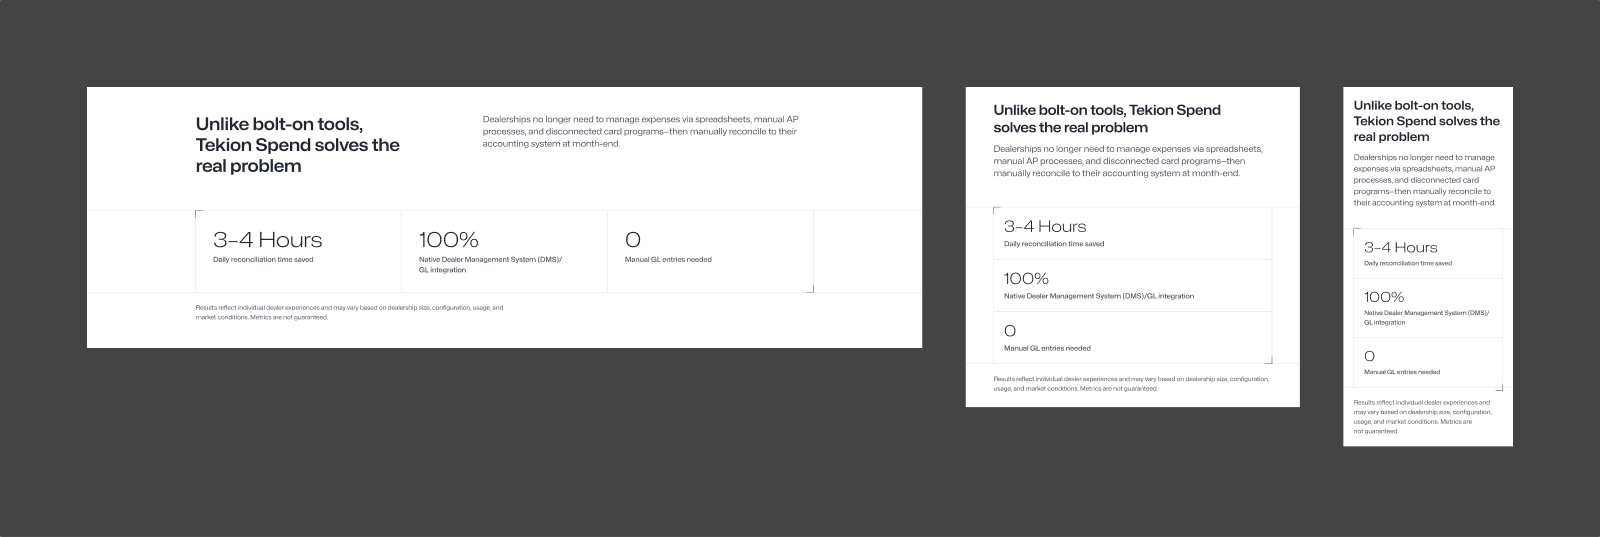 Unlike bolt-on tools,
Tekion Spend solves the
real problem
Dealerships no longer need to manage expenses via spreadsheets, manual AP
processes, and disconnected card programs—then manually reconcile to their
accounting system at month-end.
3–4 Hours
Daily reconciliation time saved
100%
Native Dealer Management System (DMS)/
GL integration
0
Manual GL entries needed
Results reflect individual dealer experiences and may vary based on dealership size, configuration, usage, and
market conditions. Metrics are not guaranteed.
Unlike bolt-on tools, Tekion Spend
solves the real problem
Dealerships no longer need to manage expenses via spreadsheets,
manual AP processes, and disconnected card programs—then
manually reconcile to their accounting system at month-end.
3–4 Hours
Daily reconciliation time saved
100%
Native Dealer Management System (DMS)/GL integration
0
Manual GL entries needed
Results reflect individual dealer experiences and may vary based on dealership size, configuration,
usage, and market conditions. Metrics are not guaranteed.
Unlike bolt-on tools,
Tekion Spend solves the
real problem
Dealerships no longer need to manage
expenses via spreadsheets, manual AP
processes, and disconnected card
programs—then manually reconcile to
their accounting system at month-end.
3–4 Hours
Daily reconciliation time saved
100%
Native Dealer Management System (DMS)/
GL integration
0
Manual GL entries needed
Results reflect individual dealer experiences and
may vary based on dealership size, configuration,
usage, and market conditions. Metrics are
not guaranteed.